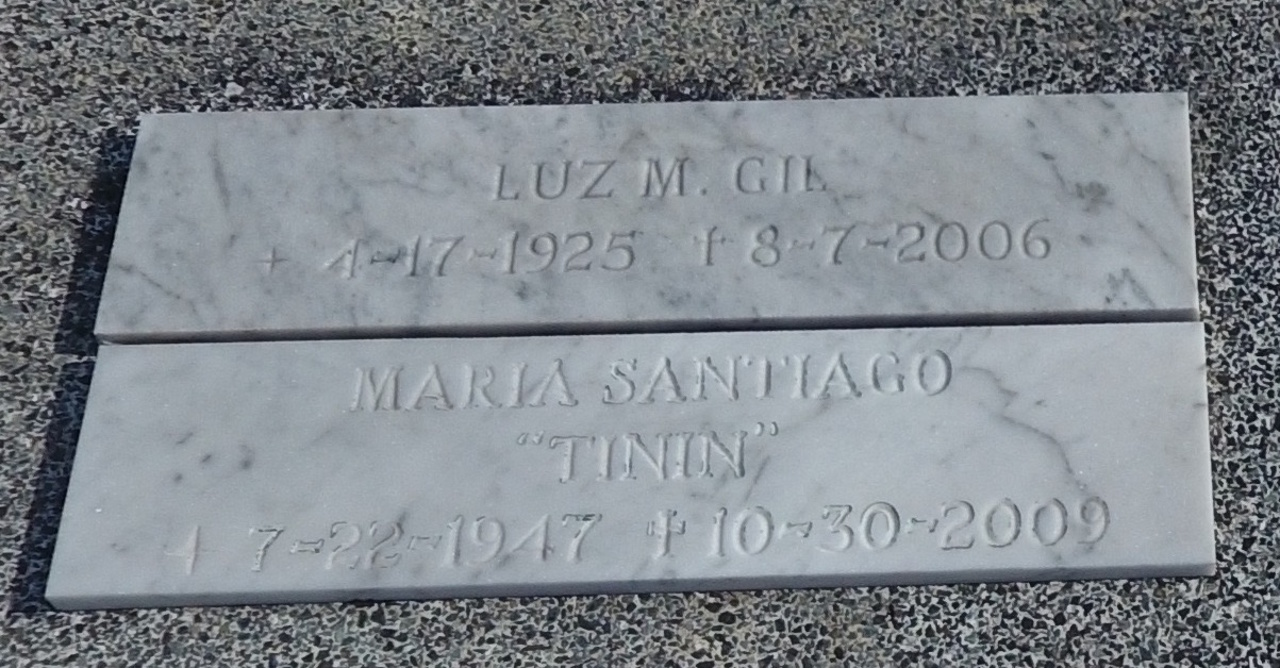 LUZ M. GIL
+ 4-17-1925 ✝ 8-7-2006
MARIA SANTIAGO
“TININ”
+ 7-22-1947 ✝ 10-30-2009